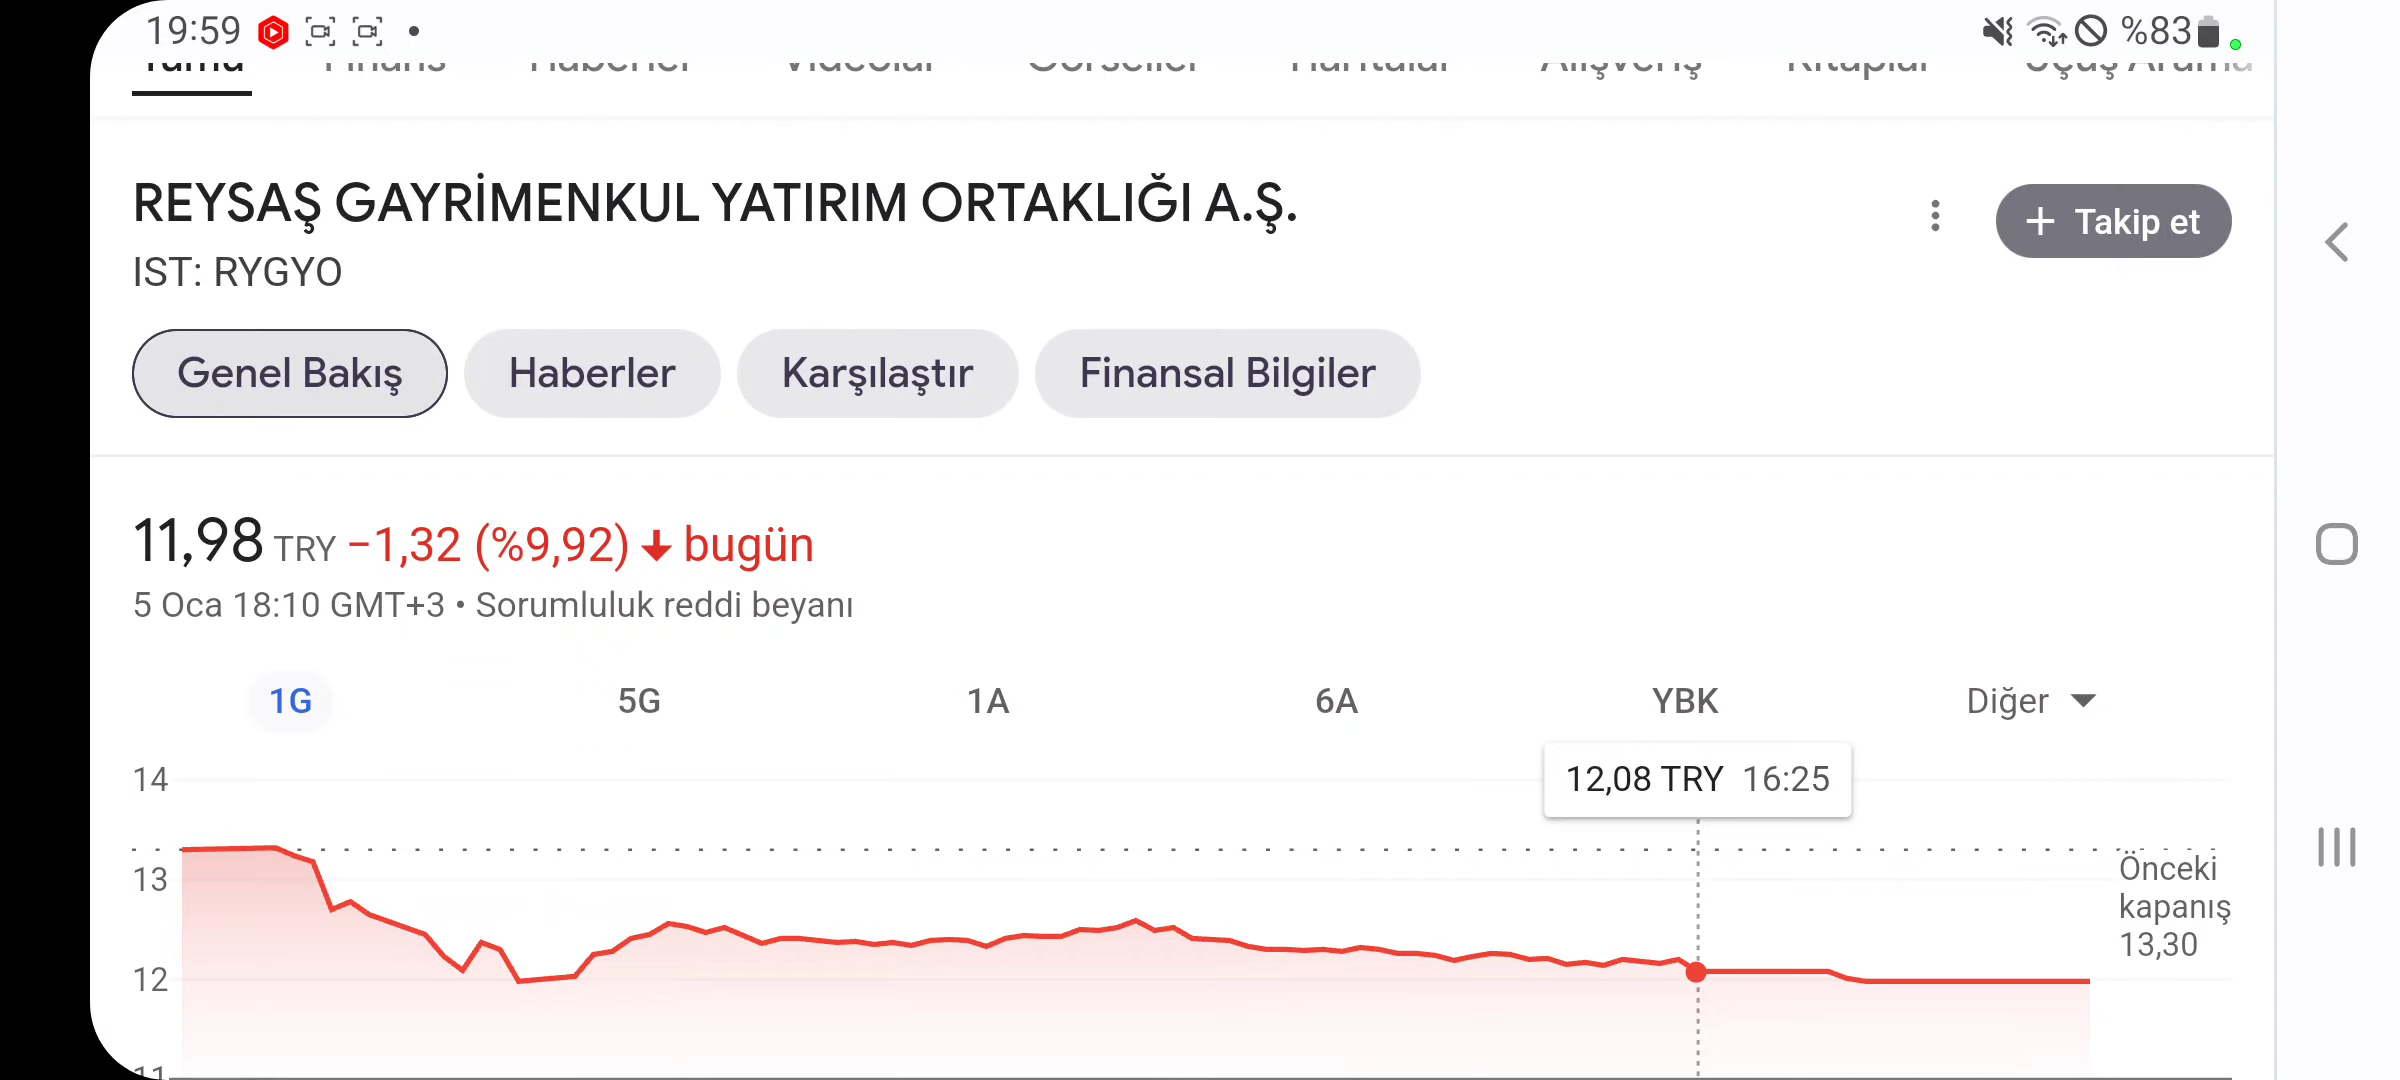 19:59
%83
REYSAŞ GAYRİMENKUL YATIRIM ORTAKLIĞI A.Ş.
+ Takip et
IST: RYGYO
Genel Bakış
Haberler
Karşılaştır
Finansal Bilgiler
11,98 TRY −1,32 (%9,92) ↓ bugün
5 Oca 18:10 GMT+3 • Sorumluluk reddi beyanı
1G
5G
1A
6A
YBK
Diğer
12,08 TRY 16:25
14
13
12
11
Önceki
kapanış
13,30